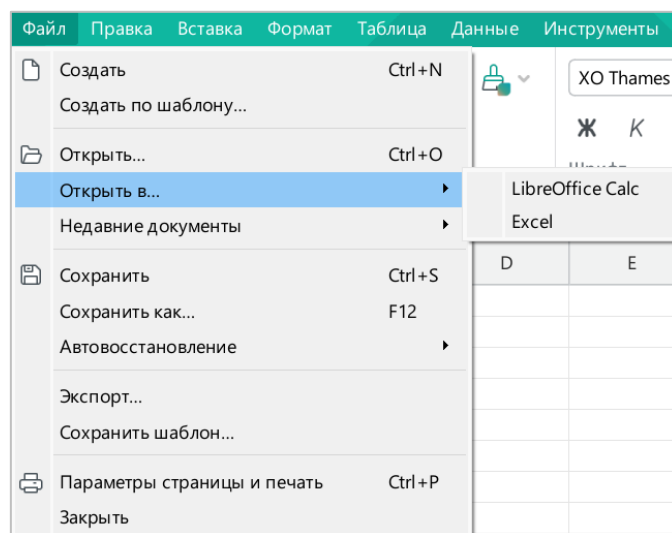 Файл Правка Вставка Формат Таблица Данные Инструменты
Создать Ctrl+N
Создать по шаблону...
XO Thames
Ж К
Открыть... Ctrl+O
Открыть в...
LibreOffice Calc
Excel
Недавние документы
D E
Сохранить Ctrl+S
Сохранить как... F12
Автовосстановление
Экспорт...
Сохранить шаблон...
Параметры страницы и печать Ctrl+P
Закрыть